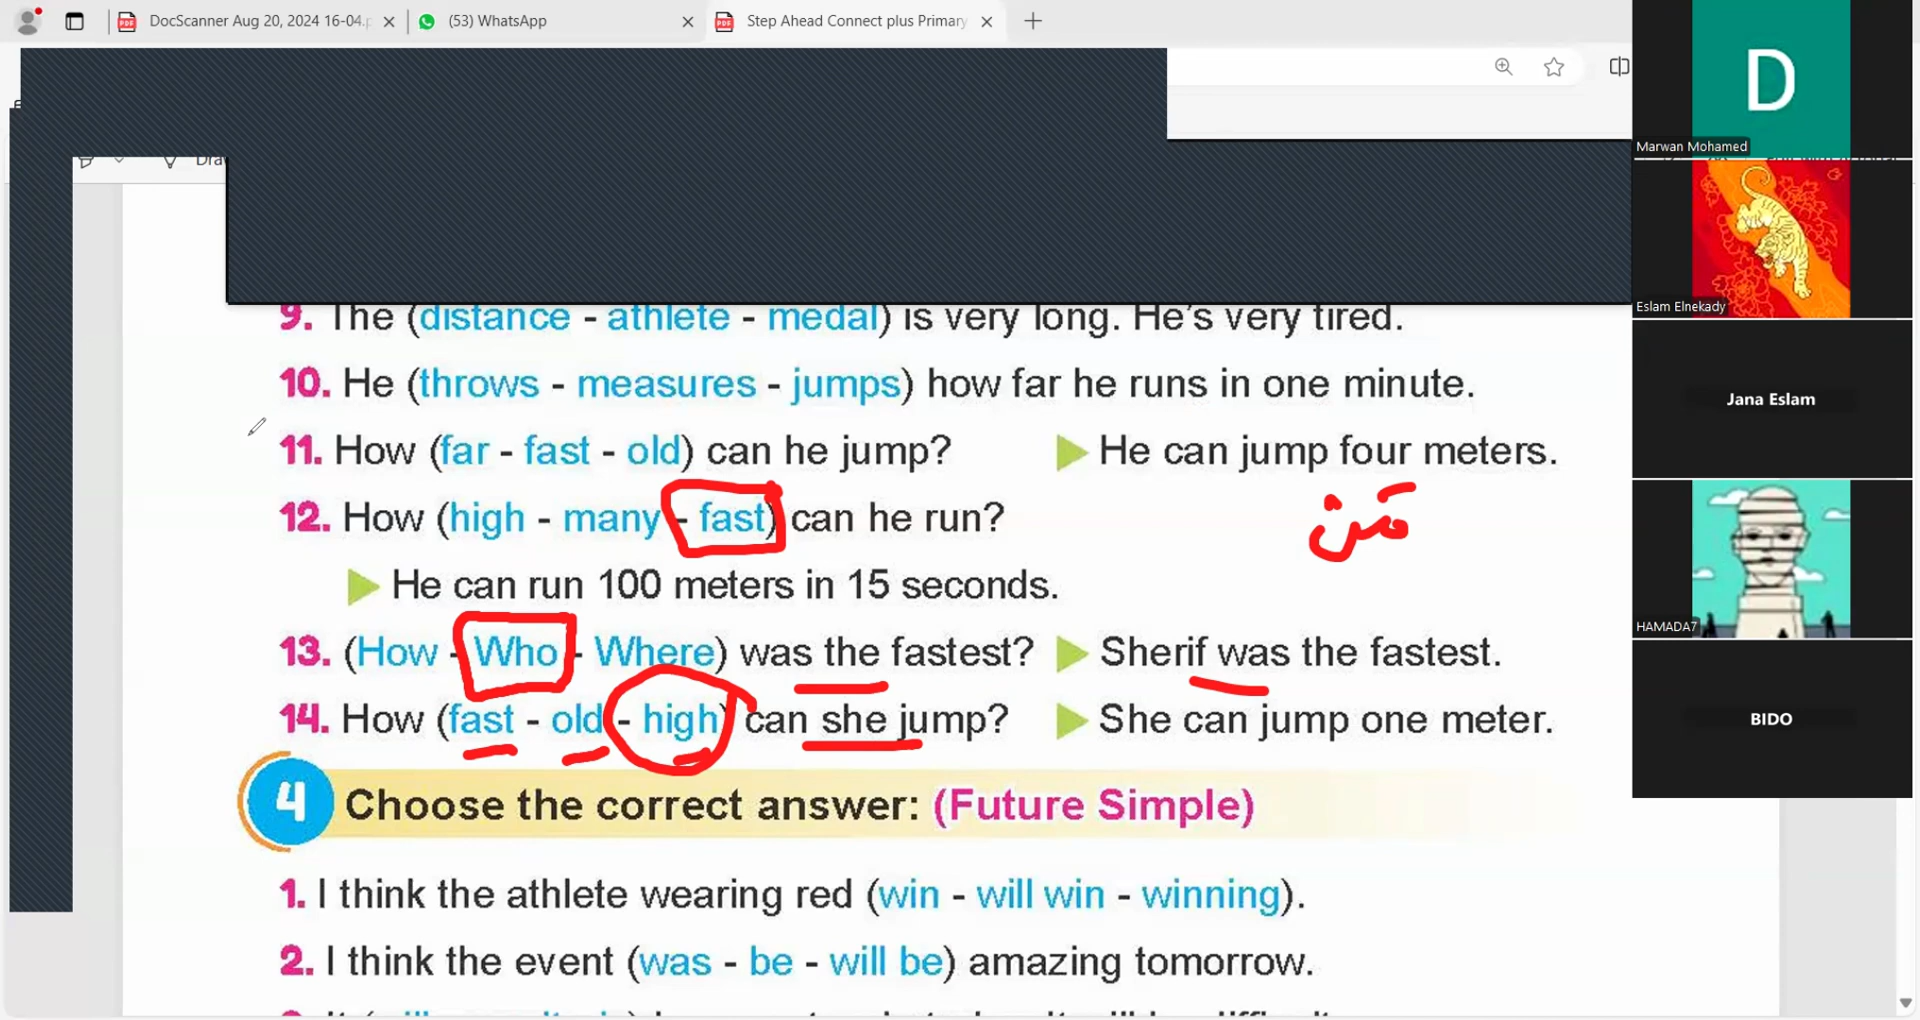 DocScanner Aug 20, 2024 16-04.p
(53) WhatsApp
Step Ahead Connect plus Primary
Marwan Mohamed
Eslam Elnekady
Jana Eslam
HAMADA7
BIDO
D
9. The (distance - athlete - medal) is very long. He's very tired.
10. He (throws - measures - jumps) how far he runs in one minute.
11. How (far - fast - old) can he jump? He can jump four meters.
12. How (high - many - fast) can he run?
He can run 100 meters in 15 seconds.
13. (How - Who - Where) was the fastest? Sherif was the fastest.
14. How (fast - old - high) can she jump? She can jump one meter.
4 Choose the correct answer: (Future Simple)
1. I think the athlete wearing red (win - will win - winning).
2. I think the event (was - be - will be) amazing tomorrow.